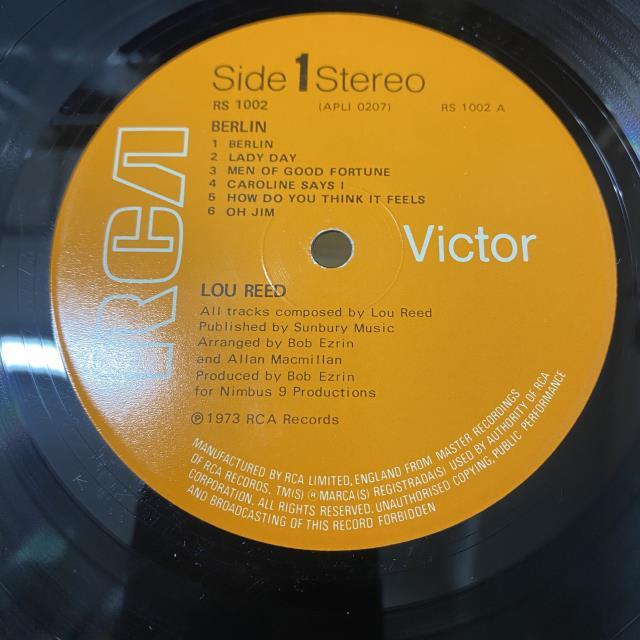 Side 1 Stereo
RS 1002 (APLI 0207) RS 1002 A
BERLIN
1 BERLIN
2 LADY DAY
3 MEN OF GOOD FORTUNE
4 CAROLINE SAYS I
5 HOW DO YOU THINK IT FEELS
6 OH JIM
RCA
Victor
LOU REED
All tracks composed by Lou Reed
Published by Sunbury Music
Arranged by Bob Ezrin
and Allan Macmillan
Produced by Bob Ezrin
for Nimbus 9 Productions
℗ 1973 RCA Records
MANUFACTURED BY RCA LIMITED, ENGLAND FROM MASTER RECORDINGS
OF RCA RECORDS. TM(S) ® MARCA(S) REGISTRADA(S) USED BY AUTHORITY OF RCA
CORPORATION. ALL RIGHTS RESERVED. UNAUTHORISED COPYING, PUBLIC PERFORMANCE
AND BROADCASTING OF THIS RECORD FORBIDDEN